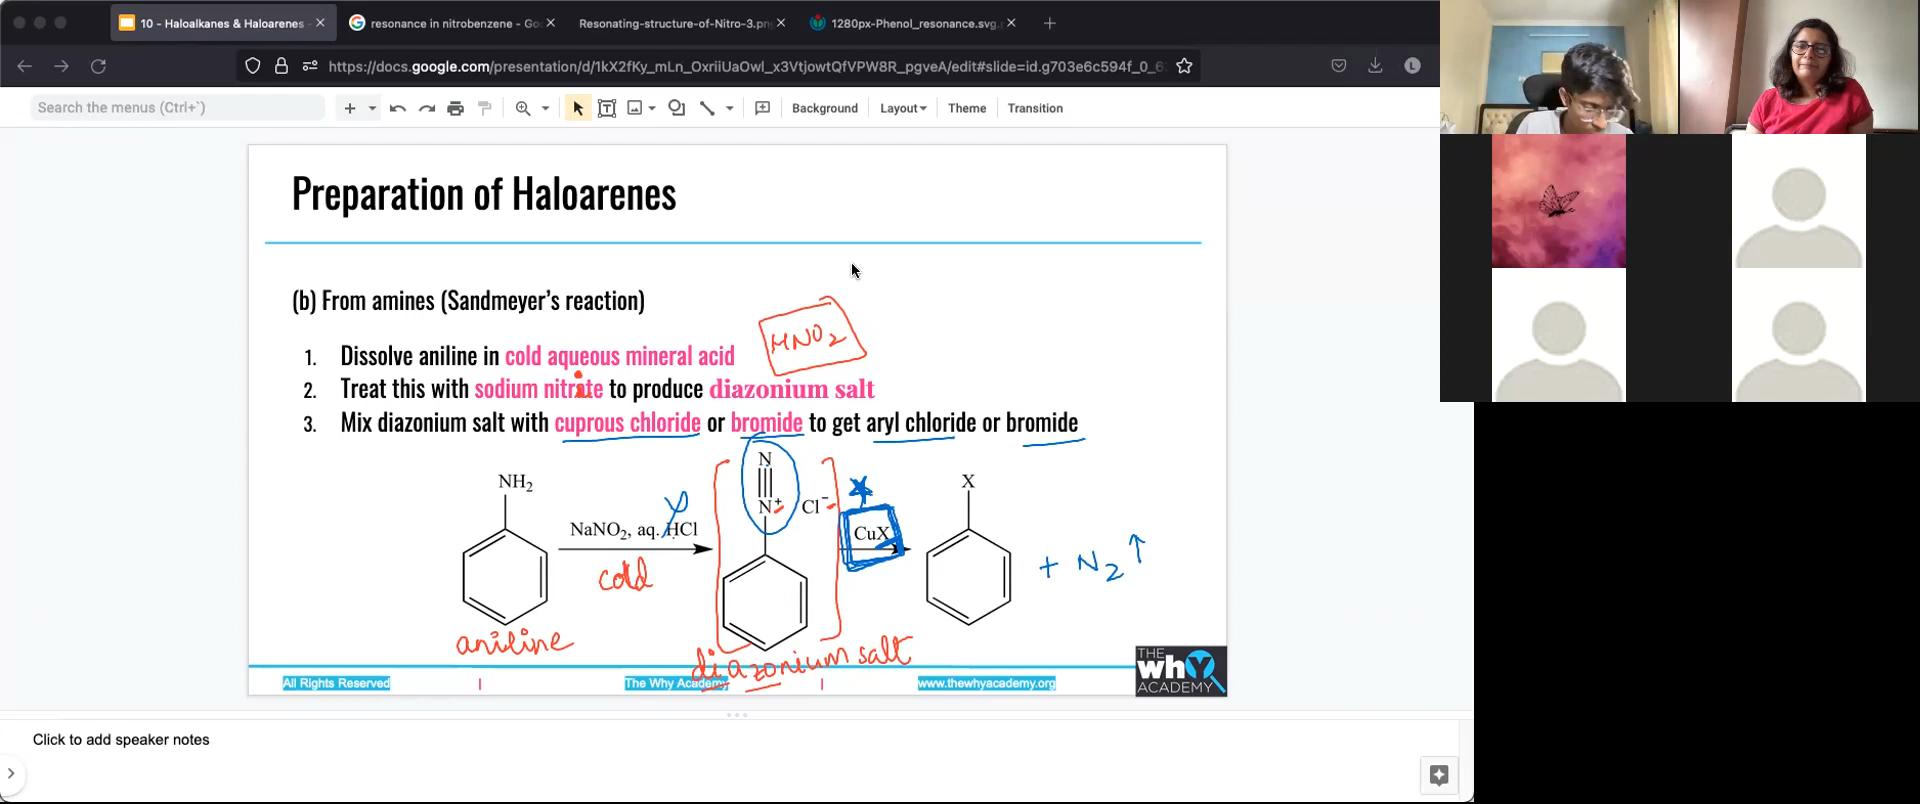 10 - Haloalkanes & Haloarenes -
resonance in nitrobenzene - Go
Resonating-structure-of-Nitro-3.pn
1280px-Phenol_resonance.svg.
https://docs.google.com/presentation/d/1kX2fKy_mLn_OxriiUaOwl_x3VtjowtQfVPW8R_pgveA/edit#slide=id.g703e6c594f_0_6
L
Search the menus (Ctrl+`)
Background
Layout
Theme
Transition
Preparation of Haloarenes
(b) From amines (Sandmeyer's reaction)
HNO2
1. Dissolve aniline in cold aqueous mineral acid
2. Treat this with sodium nitrite to produce diazonium salt
3. Mix diazonium salt with cuprous chloride or bromide to get aryl chloride or bromide
NH2
NaNO2, aq. HCl
cold
aniline
N
N+
Cl-
diazonium salt
CuX
X
+ N2 ↑
All Rights Reserved
The Why Academy
www.thewhyacademy.org
THE
whY
ACADEMY
Click to add speaker notes